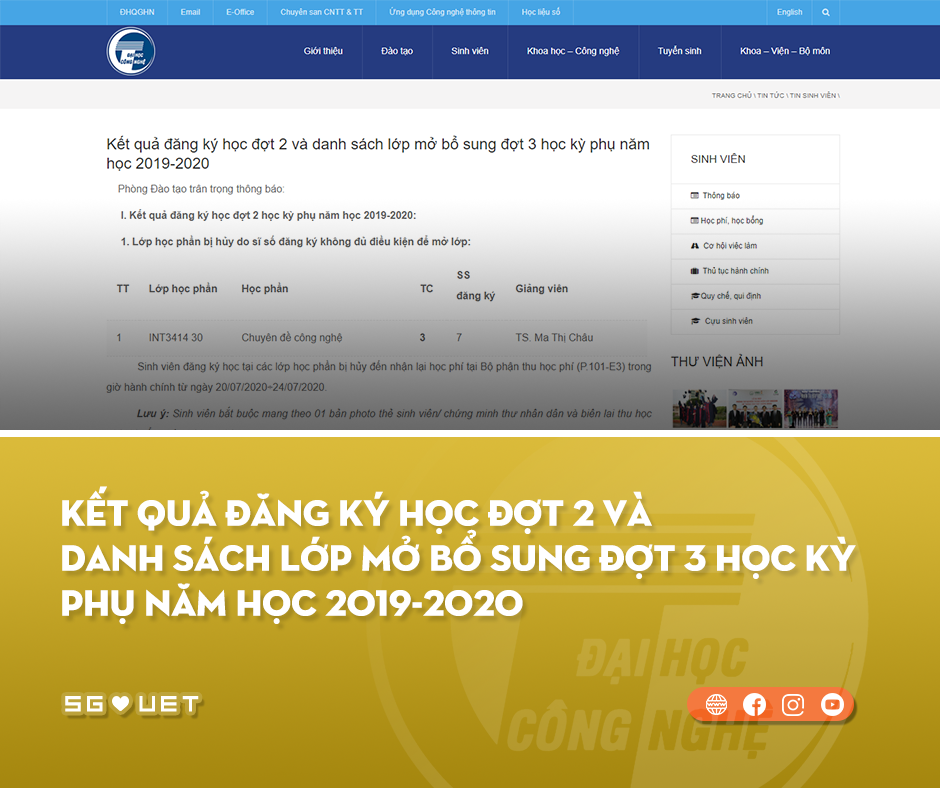 ĐHQGHN Email E-Office Chuyên san CNTT & TT Ứng dụng Công nghệ thông tin Học liệu số English
ĐẠI HỌC
CÔNG NGHỆ
Giới thiệu Đào tạo Sinh viên Khoa học – Công nghệ Tuyển sinh Khoa – Viện – Bộ môn
TRANG CHỦ \ TIN TỨC \ TIN SINH VIÊN \
Kết quả đăng ký học đợt 2 và danh sách lớp mở bổ sung đợt 3 học kỳ phụ năm
học 2019-2020
Phòng Đào tạo trân trọng thông báo:
I. Kết quả đăng ký học đợt 2 học kỳ phụ năm học 2019-2020:
1. Lớp học phần bị hủy do sĩ số đăng ký không đủ điều kiện để mở lớp:
TT Lớp học phần Học phần TC SS đăng ký Giảng viên
1 INT3414 30 Chuyên đề công nghệ 3 7 TS. Ma Thị Châu
Sinh viên đăng ký học tại các lớp học phần bị hủy đến nhận lại học phí tại Bộ phận thu học phí (P.101-E3) trong
giờ hành chính từ ngày 20/07/2020÷24/07/2020.
Lưu ý: Sinh viên bắt buộc mang theo 01 bản photo thẻ sinh viên/ chứng minh thư nhân dân và biên lai thu học
SINH VIÊN
Thông báo
Học phí, học bổng
Cơ hội việc làm
Thủ tục hành chính
Quy chế, qui định
Cựu sinh viên
THƯ VIỆN ẢNH
KẾT QUẢ ĐĂNG KÝ HỌC ĐỢT 2 VÀ
DANH SÁCH LỚP MỞ BỔ SUNG ĐỢT 3 HỌC KỲ
PHỤ NĂM HỌC 2019-2020
ĐẠI HỌC
CÔNG NGHỆ
SG UET